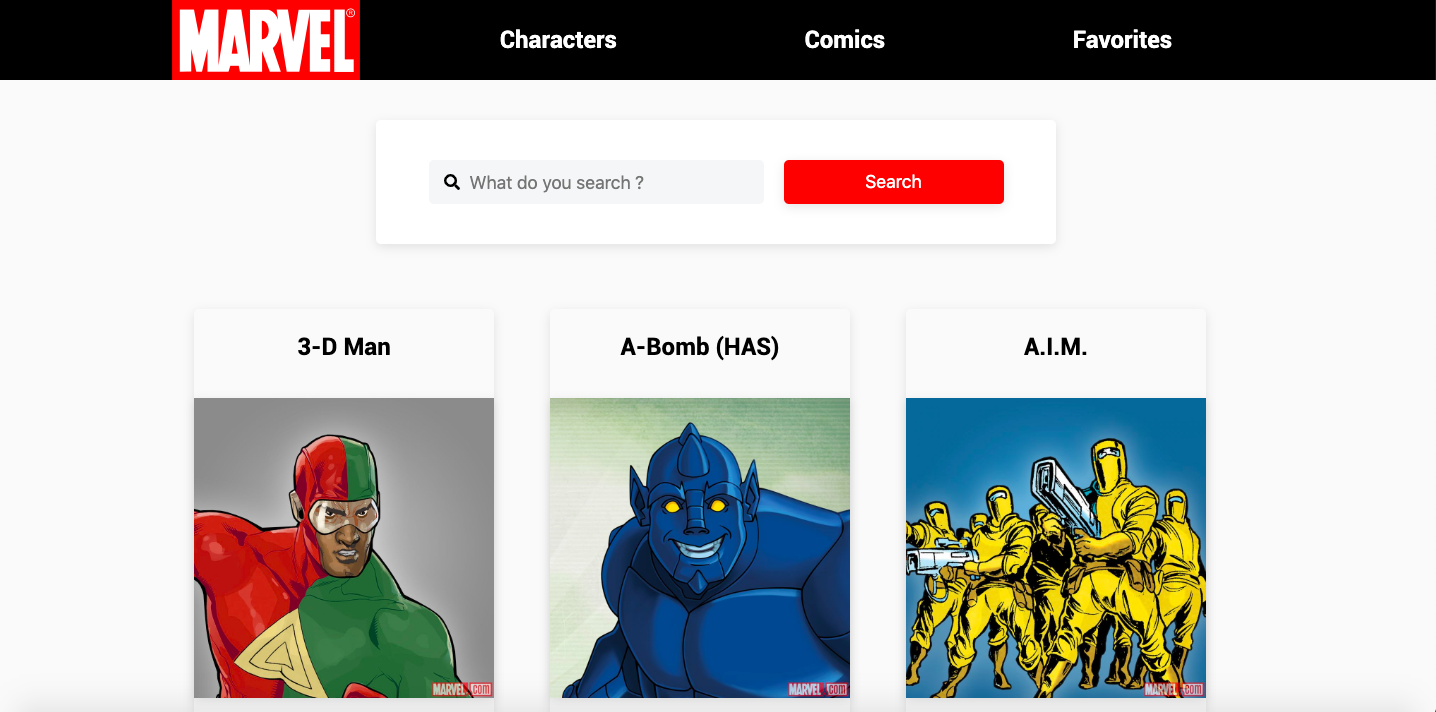 MARVEL®
Characters
Comics
Favorites
What do you search ?
Search
3-D Man
A-Bomb (HAS)
A.I.M.
MARVEL.com
MARVEL.com
MARVEL.com